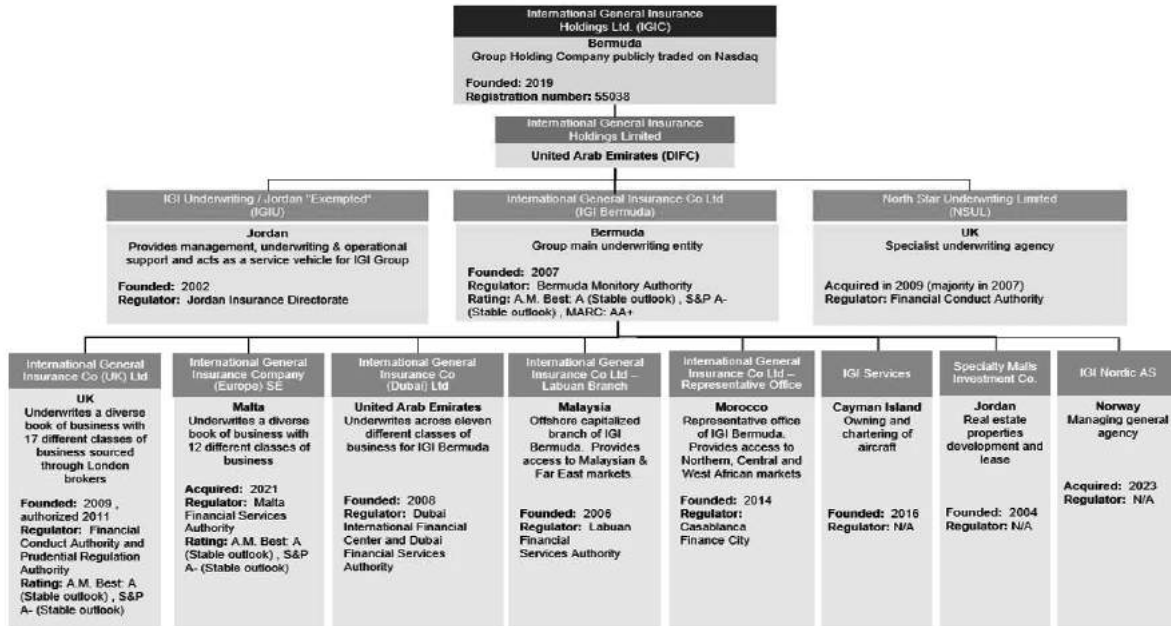 International General Insurance
Holdings Ltd. (IGIC)
Bermuda
Group Holding Company publicly traded on Nasdaq
Founded: 2019
Registration number: 55038
International General Insurance
Holdings Limited
United Arab Emirates (DIFC)
IGI Underwriting / Jordan "Exempted"
(IGIU)
Jordan
Provides management, underwriting & operational
support and acts as a service vehicle for IGI Group
Founded: 2002
Regulator: Jordan Insurance Directorate
International General Insurance Co Ltd
(IGI Bermuda)
Bermuda
Group main underwriting entity
Founded: 2007
Regulator: Bermuda Monitory Authority
Rating: A.M. Best: A (Stable outlook) , S&P A-
(Stable outlook) , MARC: AA+
North Star Underwriting Limited
(NSUL)
UK
Specialist underwriting agency
Acquired in 2009 (majority in 2007)
Regulator: Financial Conduct Authority
International General
Insurance Co (UK) Ltd
UK
Underwrites a diverse
book of business with
17 different classes of
business sourced
through London
brokers
Founded: 2009 ,
authorized 2011
Regulator: Financial
Conduct Authority and
Prudential Regulation
Authority
Rating: A.M. Best: A
(Stable outlook) , S&P
A- (Stable outlook)
International General
Insurance Company
(Europe) SE
Malta
Underwrites a diverse
book of business with
12 different classes of
business
Acquired: 2021
Regulator: Malta
Financial Services
Authority
Rating: A.M. Best: A
(Stable outlook) , S&P
A- (Stable outlook)
International General
Insurance Co
(Dubai) Ltd
United Arab Emirates
Underwrites across eleven
different classes of
business for IGI Bermuda
Founded: 2008
Regulator: Dubai
International Financial
Center and Dubai
Financial Services
Authority
International General
Insurance Co Ltd –
Labuan Branch
Malaysia
Offshore capitalized
branch of IGI
Bermuda. Provides
access to Malaysian &
Far East markets
Founded: 2006
Regulator: Labuan
Financial
Services Authority
International General
Insurance Co Ltd –
Representative Office
Morocco
Representative office
of IGI Bermuda.
Provides access to
Northern, Central and
West African markets
Founded: 2014
Regulator:
Casablanca
Finance City
IGI Services
Cayman Island
Owning and
chartering of
aircraft
Founded: 2016
Regulator: N/A
Specialty Malls
Investment Co.
Jordan
Real estate
properties
development and
lease
Founded: 2004
Regulator: N/A
IGI Nordic AS
Norway
Managing general
agency
Acquired: 2023
Regulator: N/A